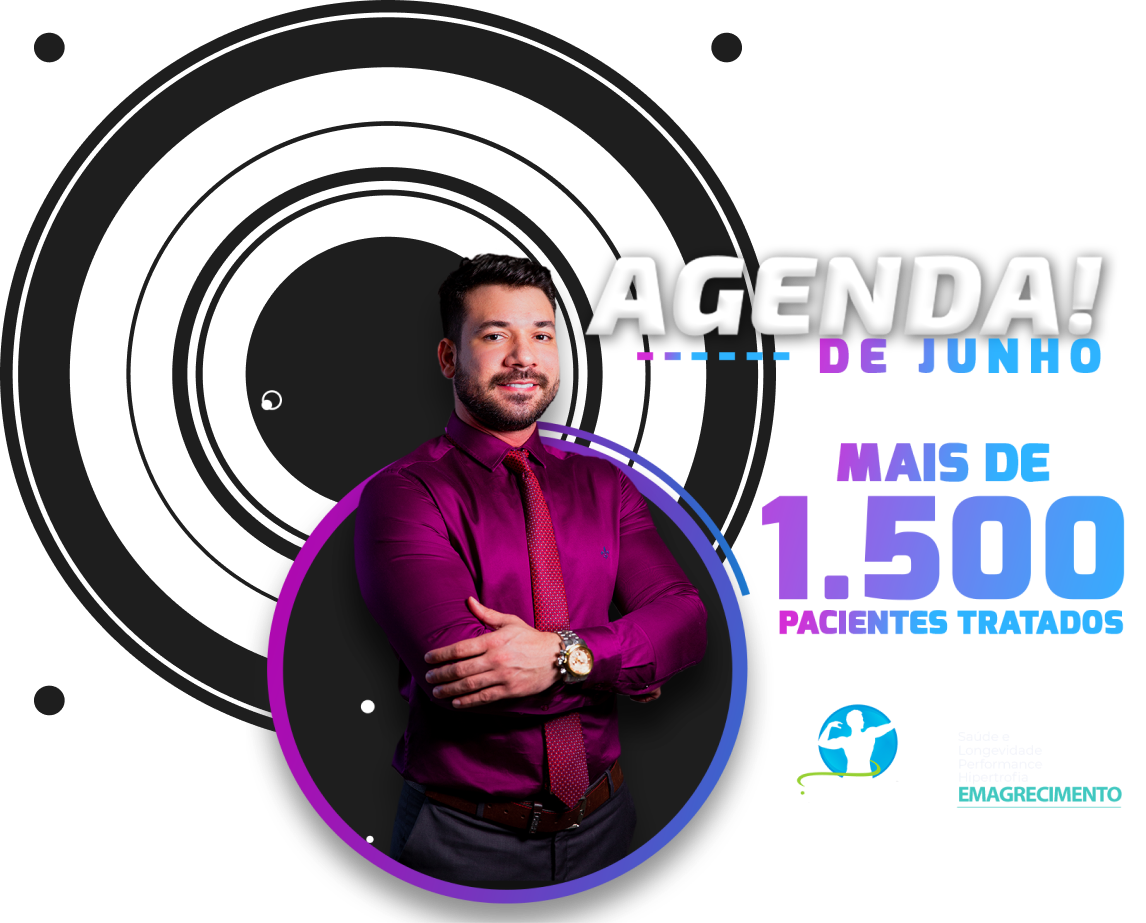 AGENDA!
DE JUNHO
MAIS DE
1.500
PACIENTES TRATADOS
Saúde e
Longevidade
Performance
Hipertrofia
EMAGRECIMENTO